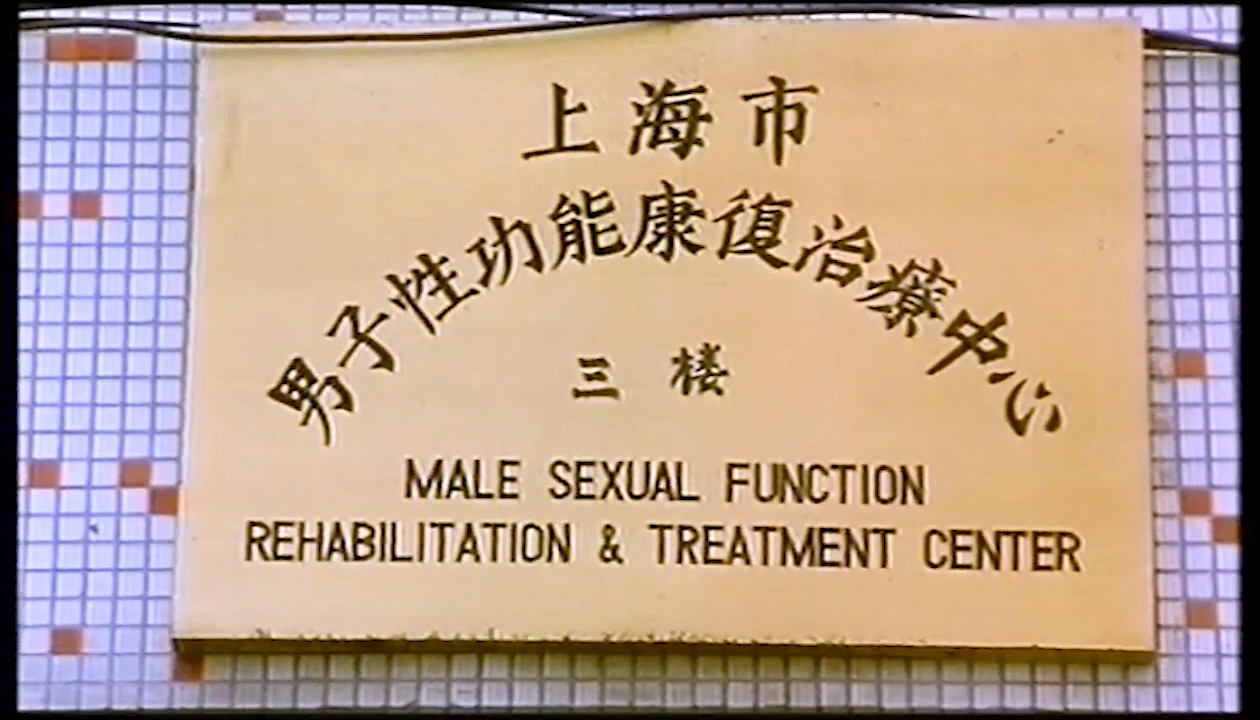 上海市
男子性功能康復治療中心
三楼
MALE SEXUAL FUNCTION
REHABILITATION & TREATMENT CENTER